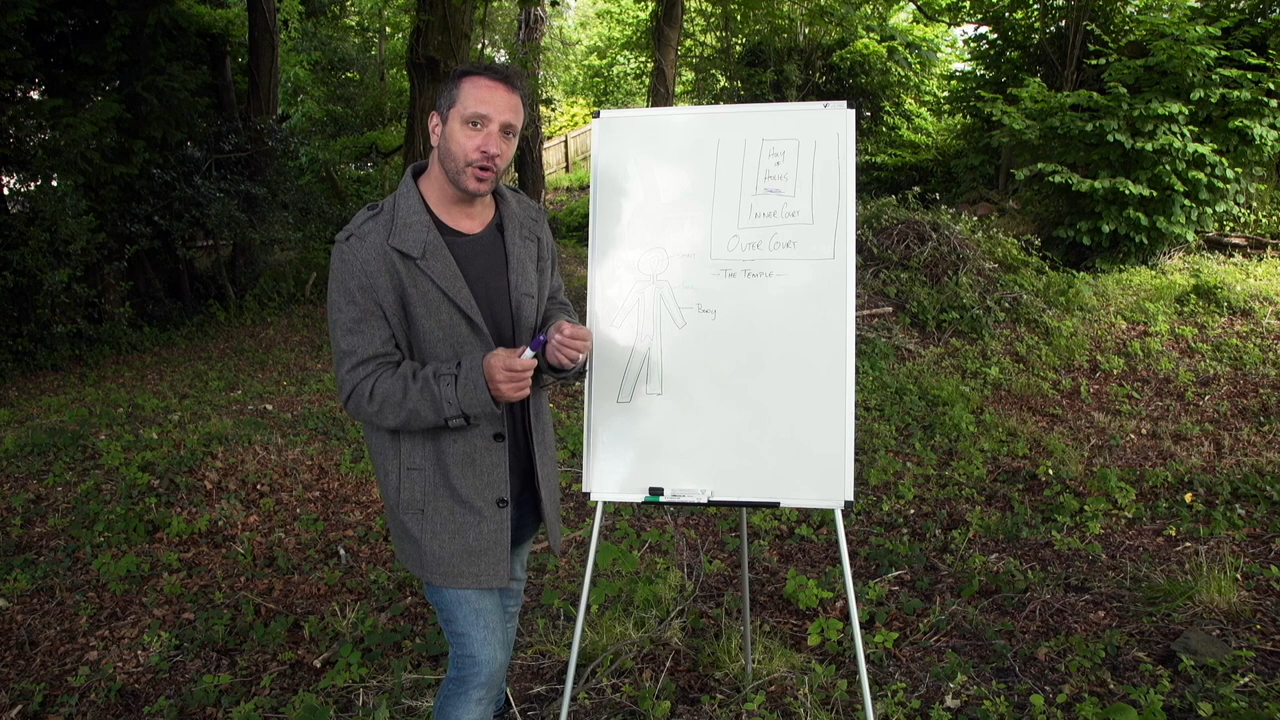 HOLY
OF
HOLIES
INNER COURT
OUTER COURT
- THE TEMPLE -
BODY